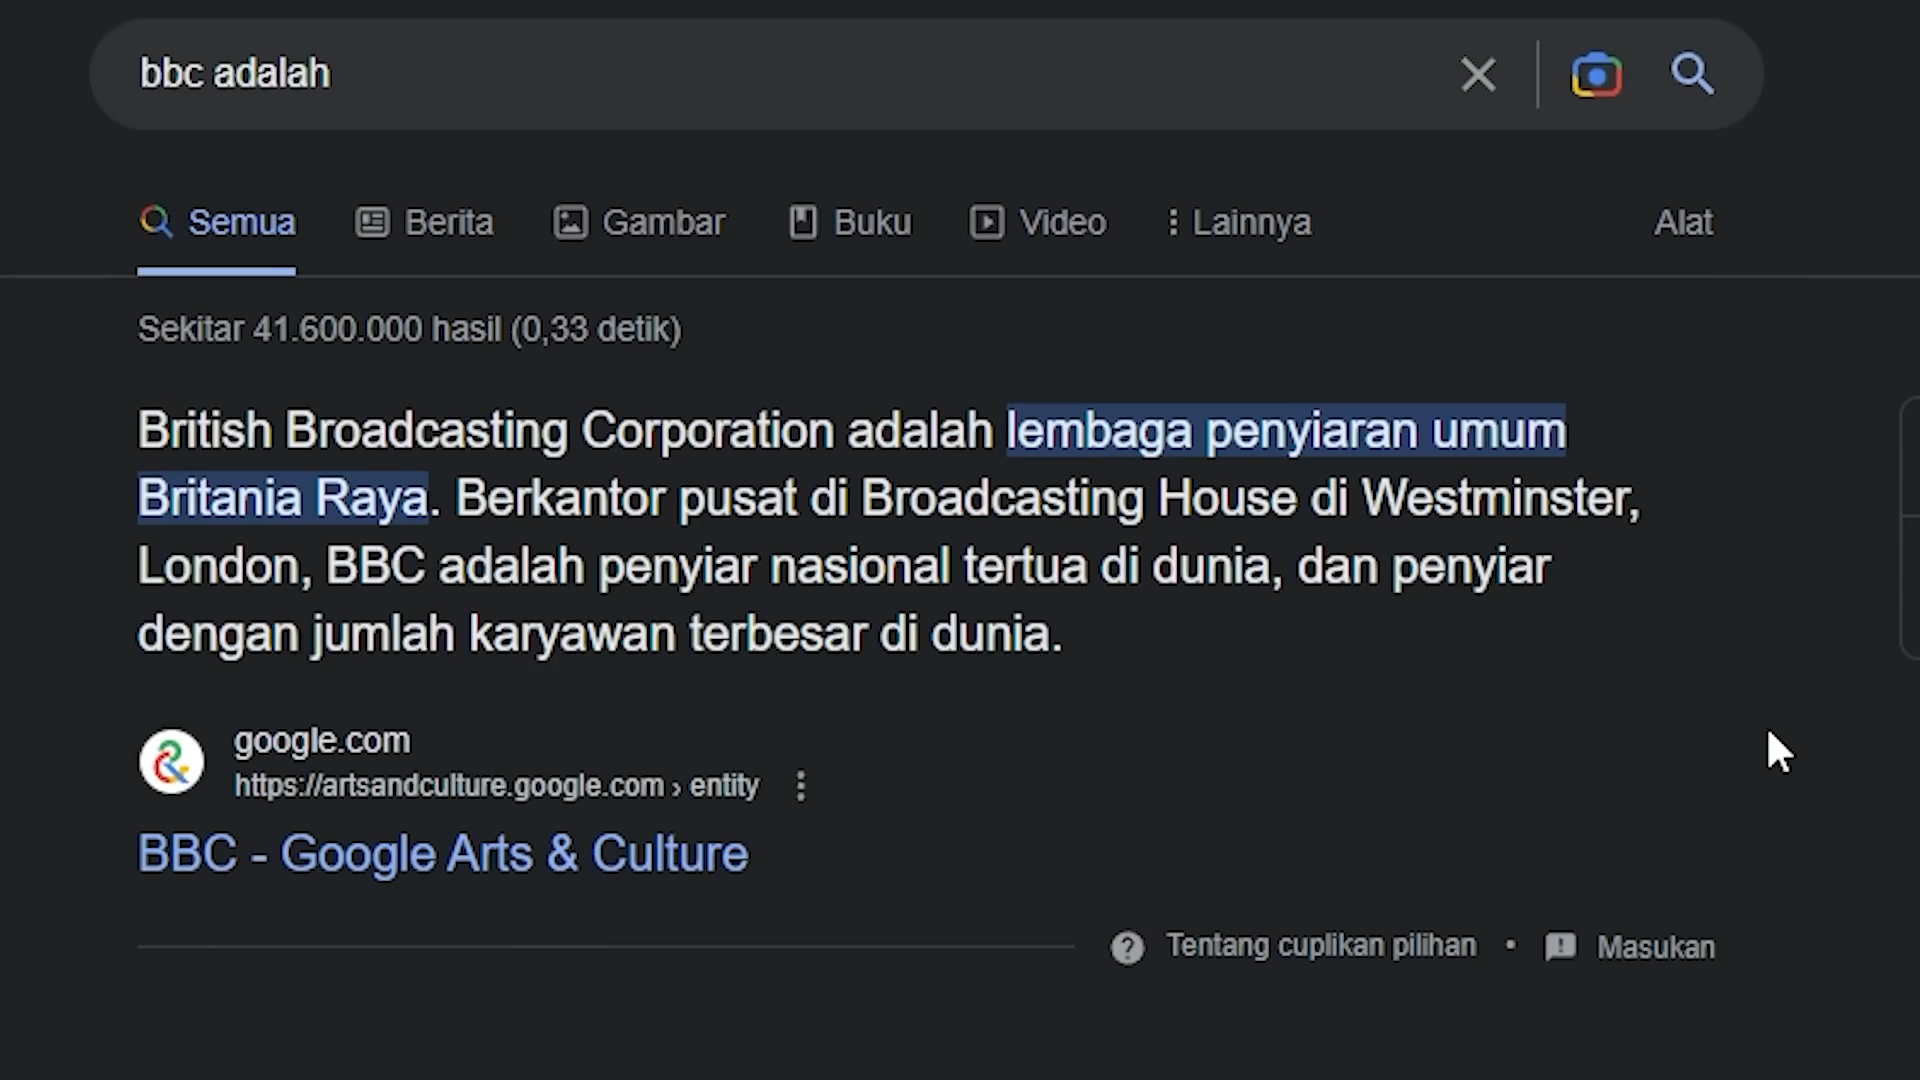 bbc adalah
Semua Berita Gambar Buku Video Lainnya Alat
Sekitar 41.600.000 hasil (0,33 detik)
British Broadcasting Corporation adalah lembaga penyiaran umum
Britania Raya. Berkantor pusat di Broadcasting House di Westminster,
London, BBC adalah penyiar nasional tertua di dunia, dan penyiar
dengan jumlah karyawan terbesar di dunia.
google.com
https://artsandculture.google.com › entity
BBC - Google Arts & Culture
Tentang cuplikan pilihan • Masukan